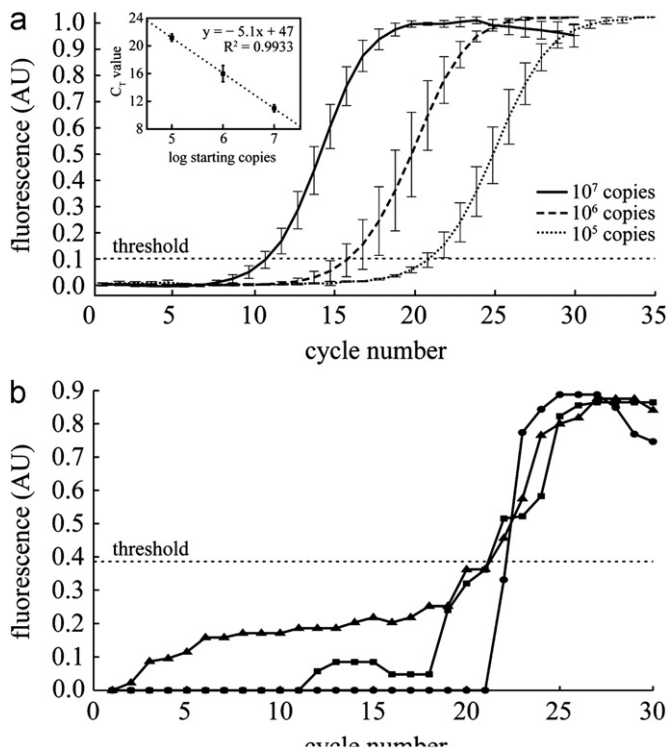 a
1.0
0.9
0.8
0.7
0.6
0.5
0.4
0.3
0.2
0.1
0.0
fluorescence (AU)
24
20
16
12
8
C_T value
y = − 5.1x + 47
R² = 0.9933
5 6 7
log starting copies
threshold
10⁷ copies
10⁶ copies
10⁵ copies
0 5 10 15 20 25 30 35
cycle number
b
0.9
0.8
0.7
0.6
0.5
0.4
0.3
0.2
0.1
0.0
fluorescence (AU)
threshold
0 5 10 15 20 25 30
cycle number